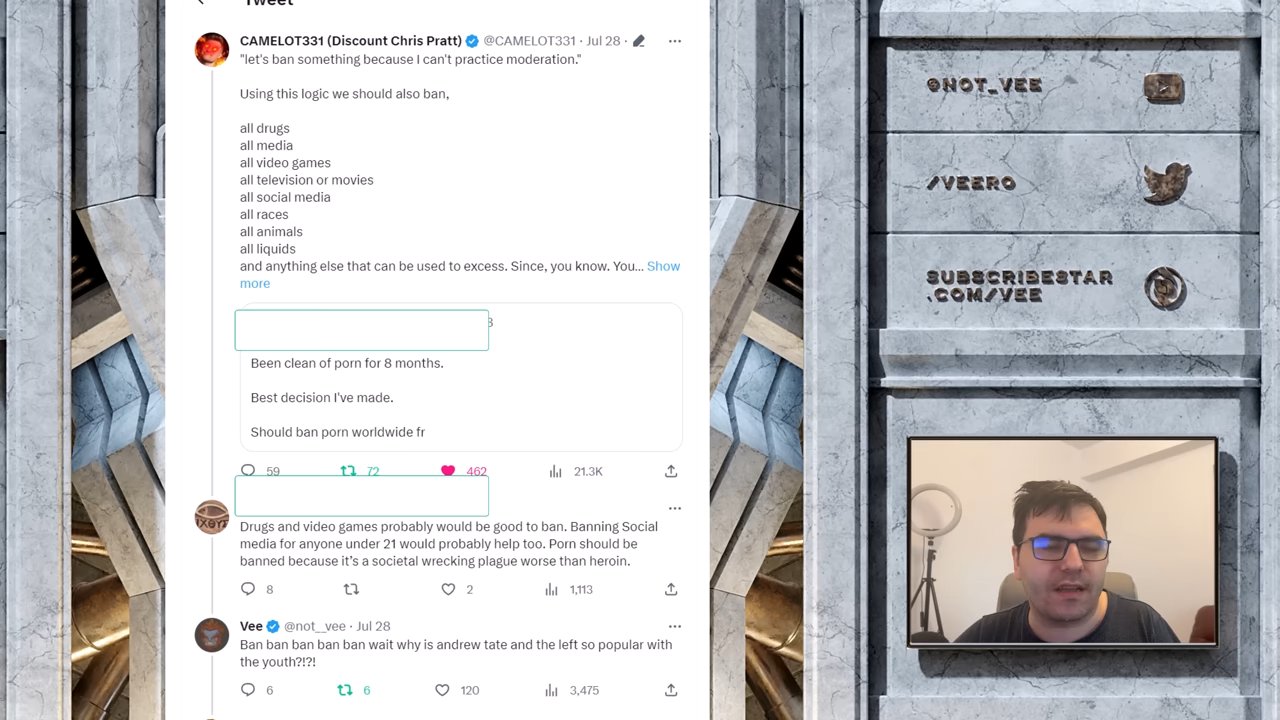 Tweet
CAMELOT331 (Discount Chris Pratt) @CAMELOT331 · Jul 28 ·
"let's ban something because I can't practice moderation."
Using this logic we should also ban,
all drugs
all media
all video games
all television or movies
all social media
all races
all animals
all liquids
and anything else that can be used to excess. Since, you know. You... Show
more
3
Been clean of porn for 8 months.
Best decision I've made.
Should ban porn worldwide fr
59 72 462 21.3K
Drugs and video games probably would be good to ban. Banning Social
media for anyone under 21 would probably help too. Porn should be
banned because it's a societal wrecking plague worse than heroin.
8 2 1,113
Vee @not__vee · Jul 28
Ban ban ban ban ban wait why is andrew tate and the left so popular with
the youth?!?!
6 6 120 3,475
@NOT_VEE
/VEERO
SUBSCRIBESTAR
.COM/VEE